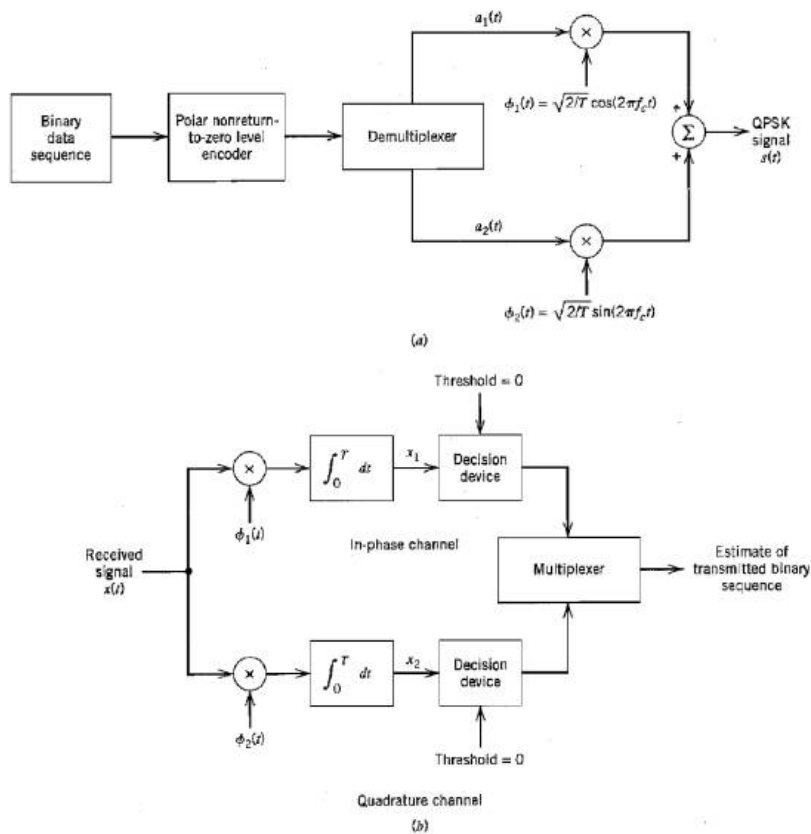 a₁(t)
×
ϕ₁(t) = √2/T cos(2πf_c t)
Binary
data
sequence
Polar nonreturn-
to-zero level
encoder
Demultiplexer
+
Σ
+
QPSK
signal
s(t)
a₂(t)
×
ϕ₂(t) = √2/T sin(2πf_c t)
(a)
Threshold = 0
×
∫₀ᵀ dt
x₁
Decision
device
ϕ₁(t)
In-phase channel
Received
signal
x(t)
Multiplexer
Estimate of
transmitted binary
sequence
×
∫₀ᵀ dt
x₂
Decision
device
ϕ₂(t)
Threshold = 0
Quadrature channel
(b)